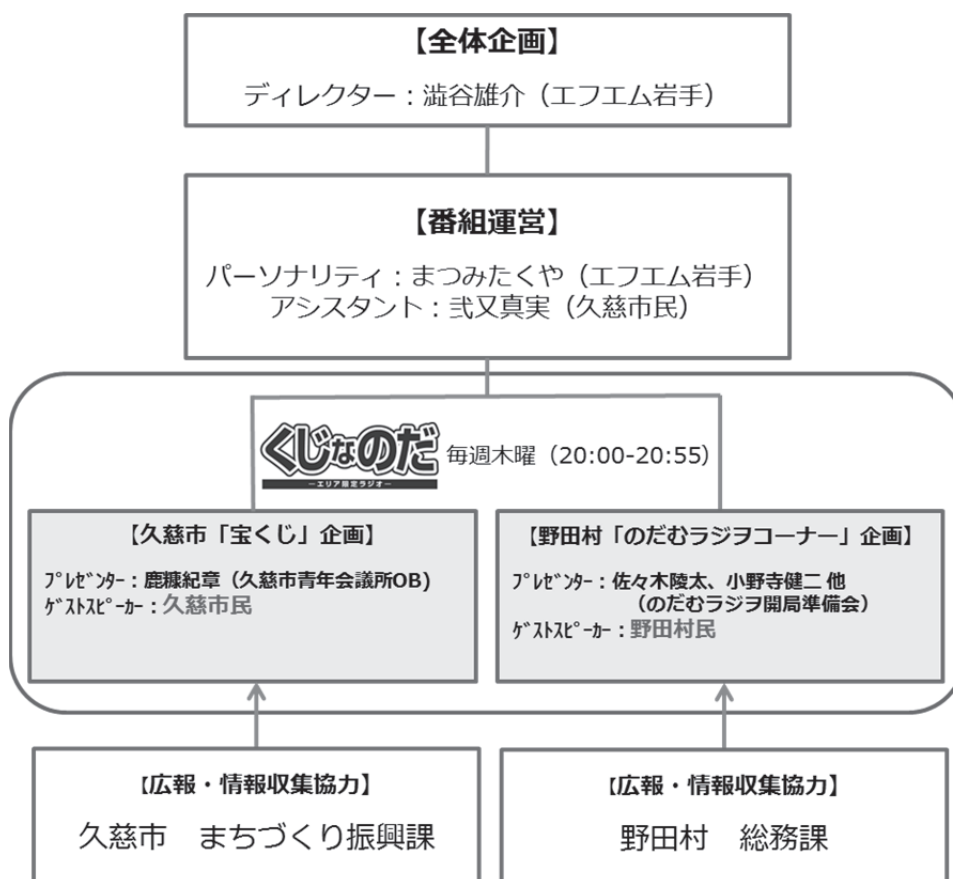 【全体企画】
ディレクター：澁谷雄介（エフエム岩手）
【番組運営】
パーソナリティ：まつみたくや（エフエム岩手）
アシスタント：弐又真実（久慈市民）
くじなのだ
－エリア限定ラジオ－
毎週木曜（20:00-20:55）
【久慈市「宝くじ」企画】
ﾌﾟﾚｾﾞﾝﾀｰ：鹿糠紀章（久慈市青年会議所OB)
ｹﾞｽﾄｽﾋﾟｰｶｰ：久慈市民
【野田村「のだむラジヲコーナー」企画】
ﾌﾟﾚｾﾞﾝﾀｰ：佐々木陵太、小野寺健二 他
（のだむラジヲ開局準備会）
ｹﾞｽﾄｽﾋﾟｰｶｰ：野田村民
【広報・情報収集協力】
久慈市　まちづくり振興課
【広報・情報収集協力】
野田村　総務課